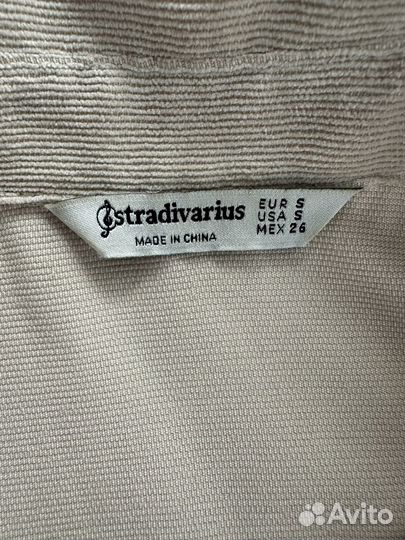 stradivarius
MADE IN CHINA
EUR S
USA S
MEX 26
Avito